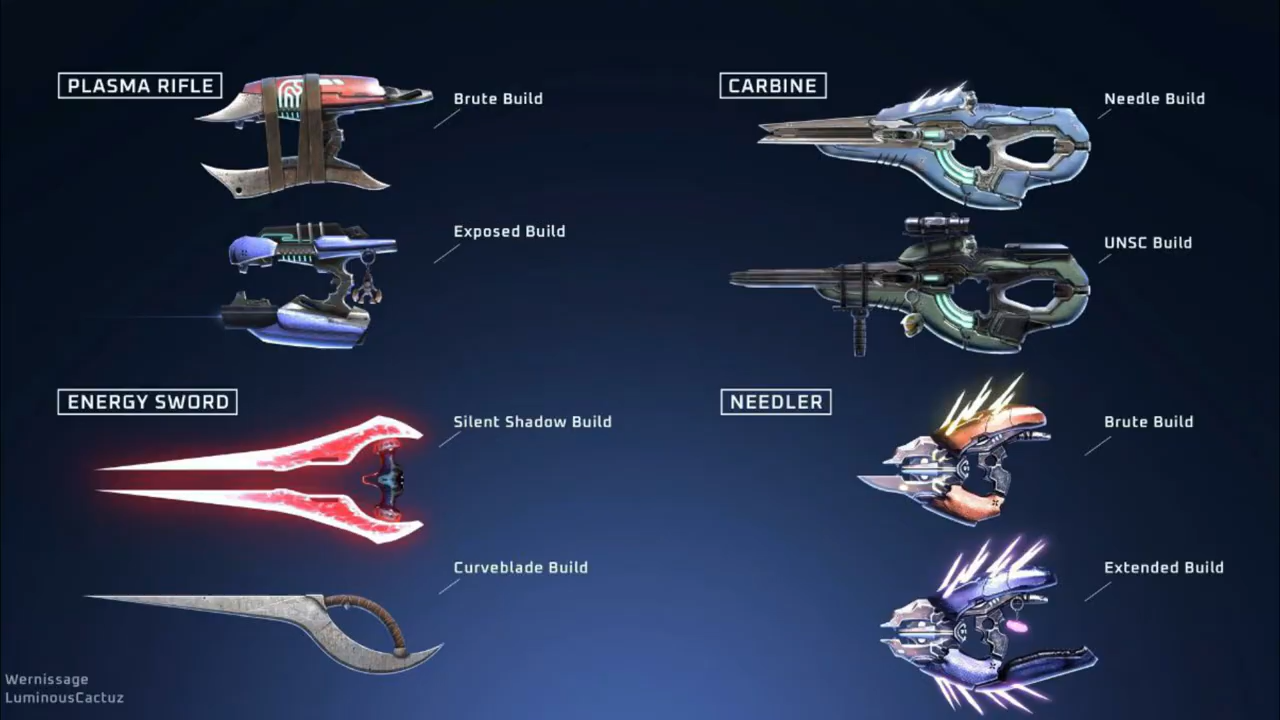 PLASMA RIFLE
Brute Build
Exposed Build
CARBINE
Needle Build
UNSC Build
ENERGY SWORD
Silent Shadow Build
Curveblade Build
NEEDLER
Brute Build
Extended Build
Wernissage
LuminousCactuz